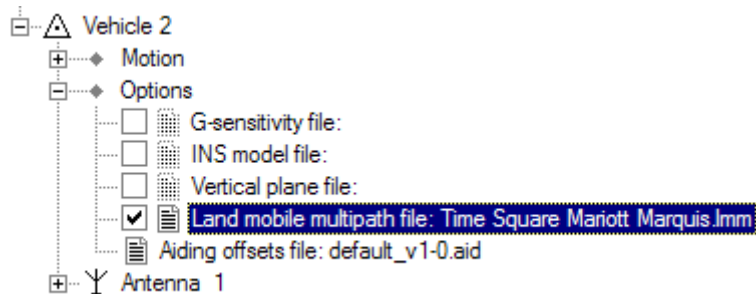 Vehicle 2
Motion
Options
G-sensitivity file:
INS model file:
Vertical plane file:
Land mobile multipath file: Time Square Mariott Marquis.lmm
Aiding offsets file: default_v1-0.aid
Antenna 1